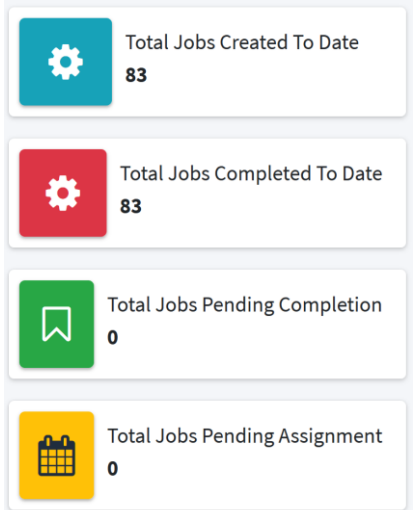 Total Jobs Created To Date
83
Total Jobs Completed To Date
83
Total Jobs Pending Completion
0
Total Jobs Pending Assignment
0